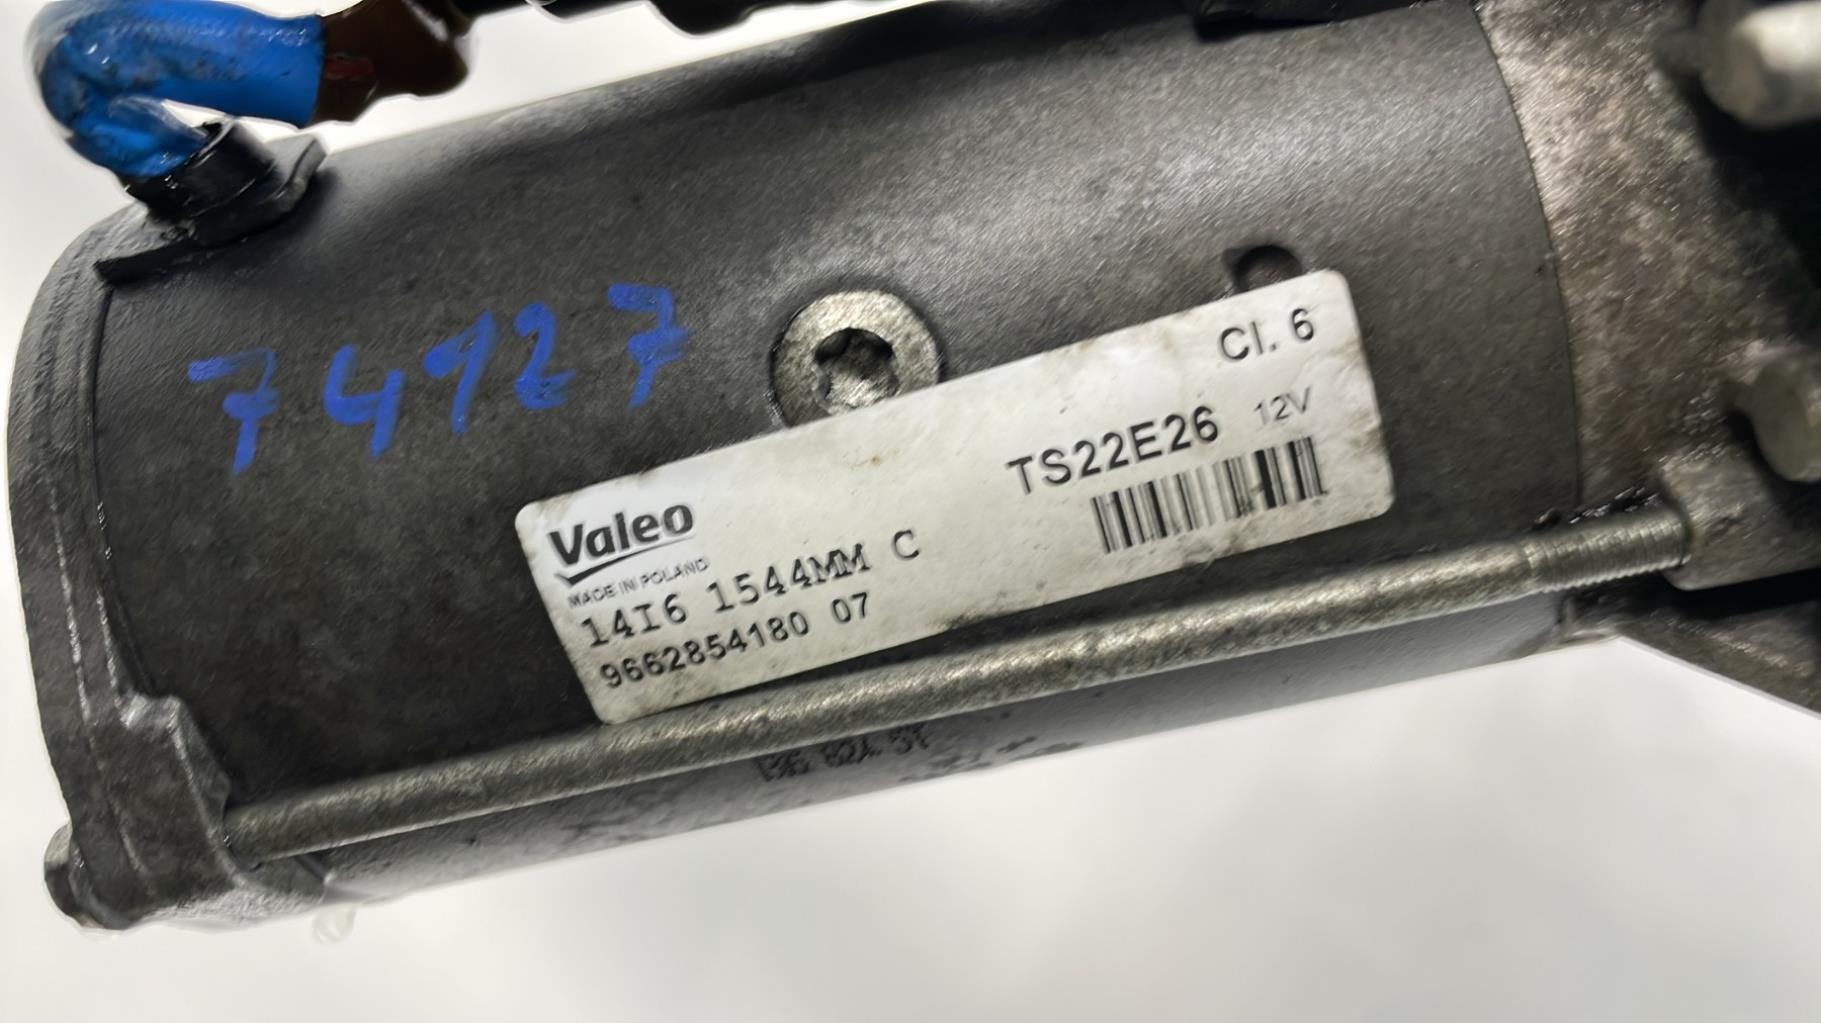 74127
Cl. 6
TS22E26 12V
Valeo
MADE IN POLAND
14I6 1544MM C
9662854180 07